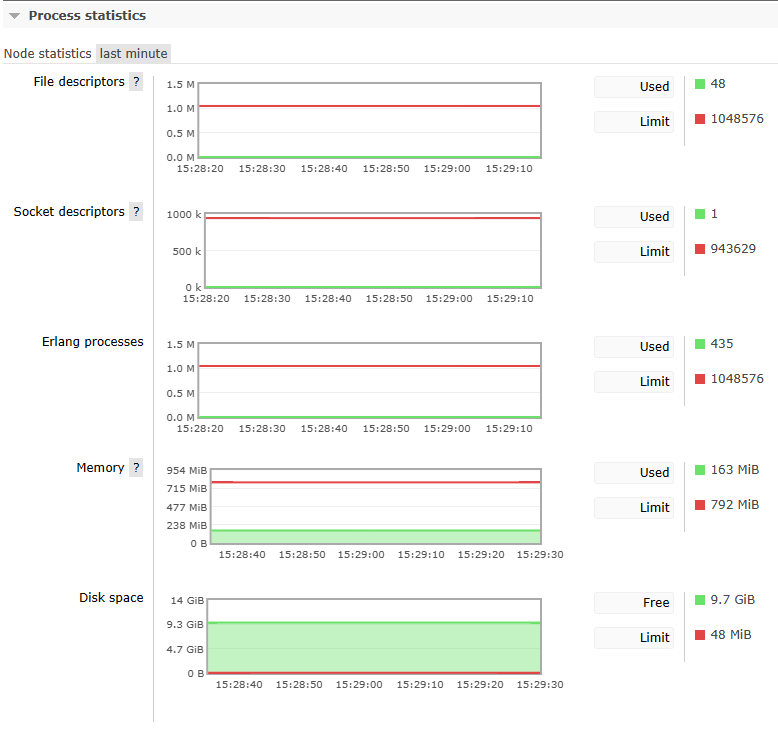 Process statistics
Node statistics last minute
File descriptors ?
1.5 M
1.0 M
0.5 M
0.0 M
15:28:20 15:28:30 15:28:40 15:28:50 15:29:00 15:29:10
Used 48
Limit 1048576
Socket descriptors ?
1000 k
500 k
0 k
15:28:20 15:28:30 15:28:40 15:28:50 15:29:00 15:29:10
Used 1
Limit 943629
Erlang processes
1.5 M
1.0 M
0.5 M
0.0 M
15:28:20 15:28:30 15:28:40 15:28:50 15:29:00 15:29:10
Used 435
Limit 1048576
Memory ?
954 MiB
715 MiB
477 MiB
238 MiB
0 B
15:28:40 15:28:50 15:29:00 15:29:10 15:29:20 15:29:30
Used 163 MiB
Limit 792 MiB
Disk space
14 GiB
9.3 GiB
4.7 GiB
0 B
15:28:40 15:28:50 15:29:00 15:29:10 15:29:20 15:29:30
Free 9.7 GiB
Limit 48 MiB